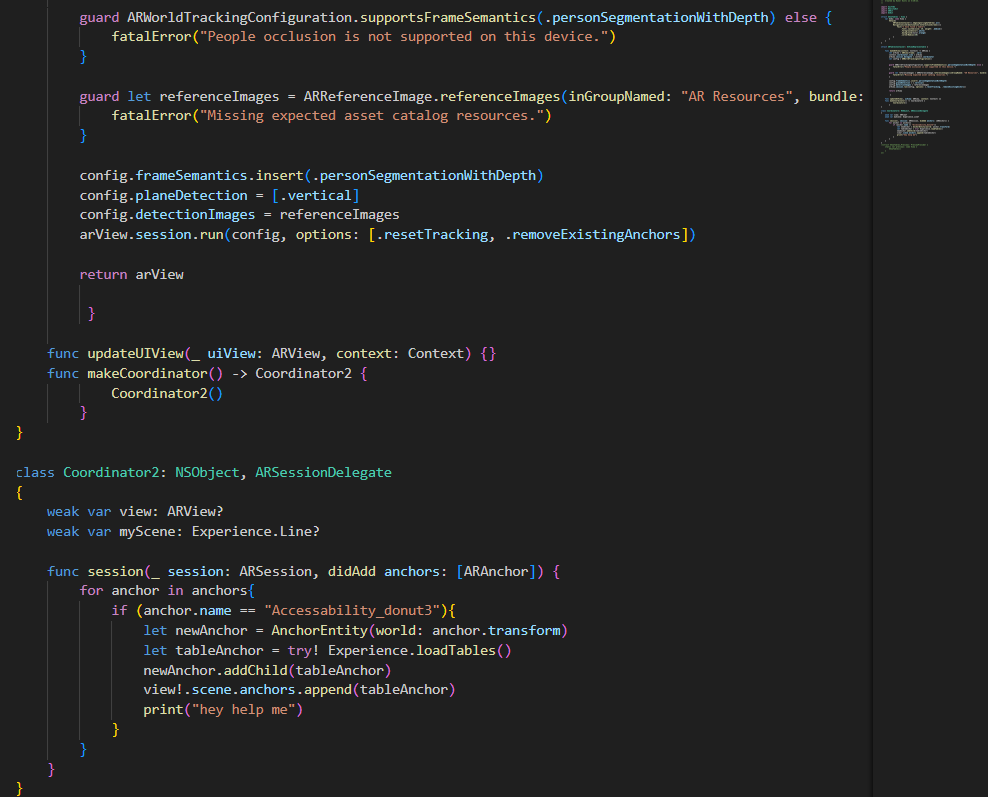 guard ARWorldTrackingConfiguration.supportsFrameSemantics(.personSegmentationWithDepth) else {
fatalError("People occlusion is not supported on this device.")
}
guard let referenceImages = ARReferenceImage.referenceImages(inGroupNamed: "AR Resources", bundle:
fatalError("Missing expected asset catalog resources.")
}
config.frameSemantics.insert(.personSegmentationWithDepth)
config.planeDetection = [.vertical]
config.detectionImages = referenceImages
arView.session.run(config, options: [.resetTracking, .removeExistingAnchors])
return arView
}
func updateUIView(_ uiView: ARView, context: Context) {}
func makeCoordinator() -> Coordinator2 {
Coordinator2()
}
}
class Coordinator2: NSObject, ARSessionDelegate
{
weak var view: ARView?
weak var myScene: Experience.Line?
func session(_ session: ARSession, didAdd anchors: [ARAnchor]) {
for anchor in anchors{
if (anchor.name == "Accessability_donut3"){
let newAnchor = AnchorEntity(world: anchor.transform)
let tableAnchor = try! Experience.loadTables()
newAnchor.addChild(tableAnchor)
view!.scene.anchors.append(tableAnchor)
print("hey help me")
}
}
}
}